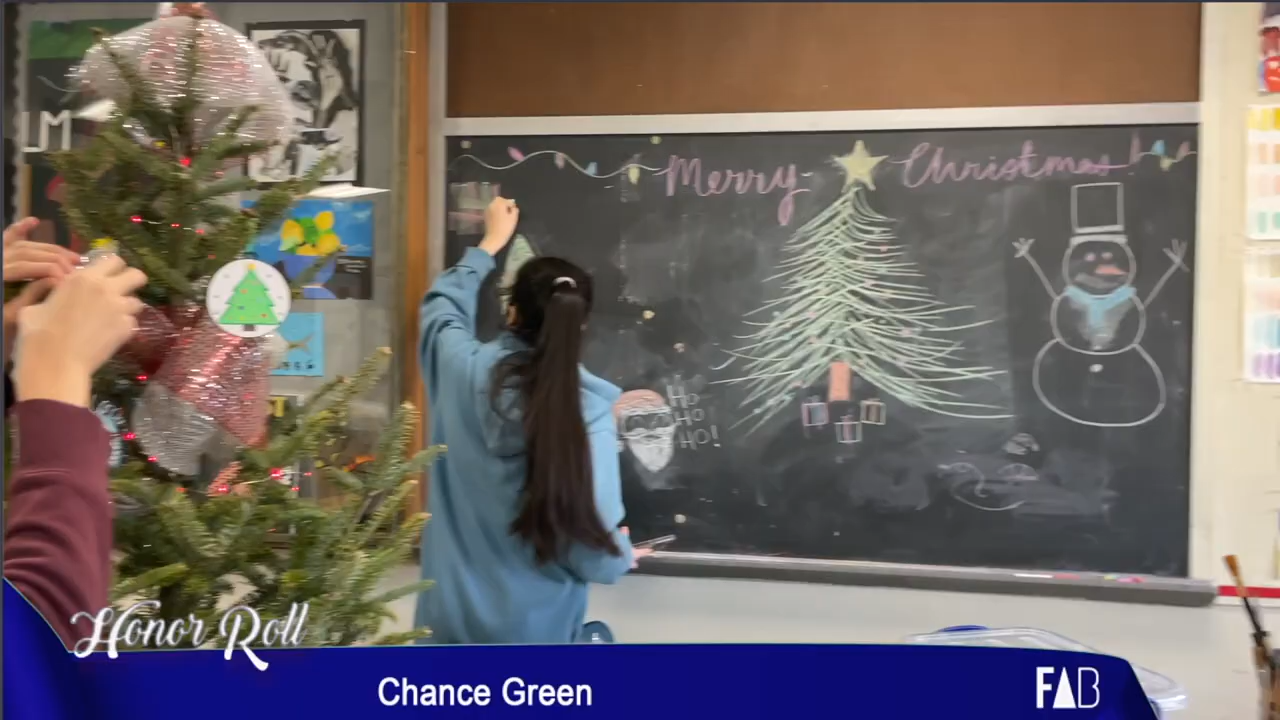 Merry Christmas!
HO
HO
HO!
Honor Roll
Chance Green
FAB